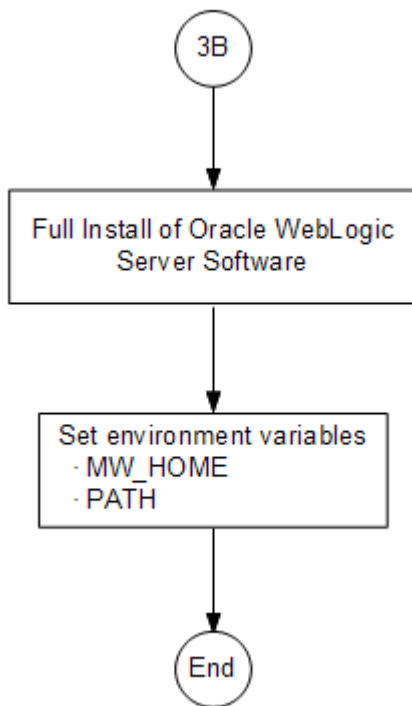 3B
Full Install of Oracle WebLogic
Server Software
Set environment variables
· MW_HOME
· PATH
End